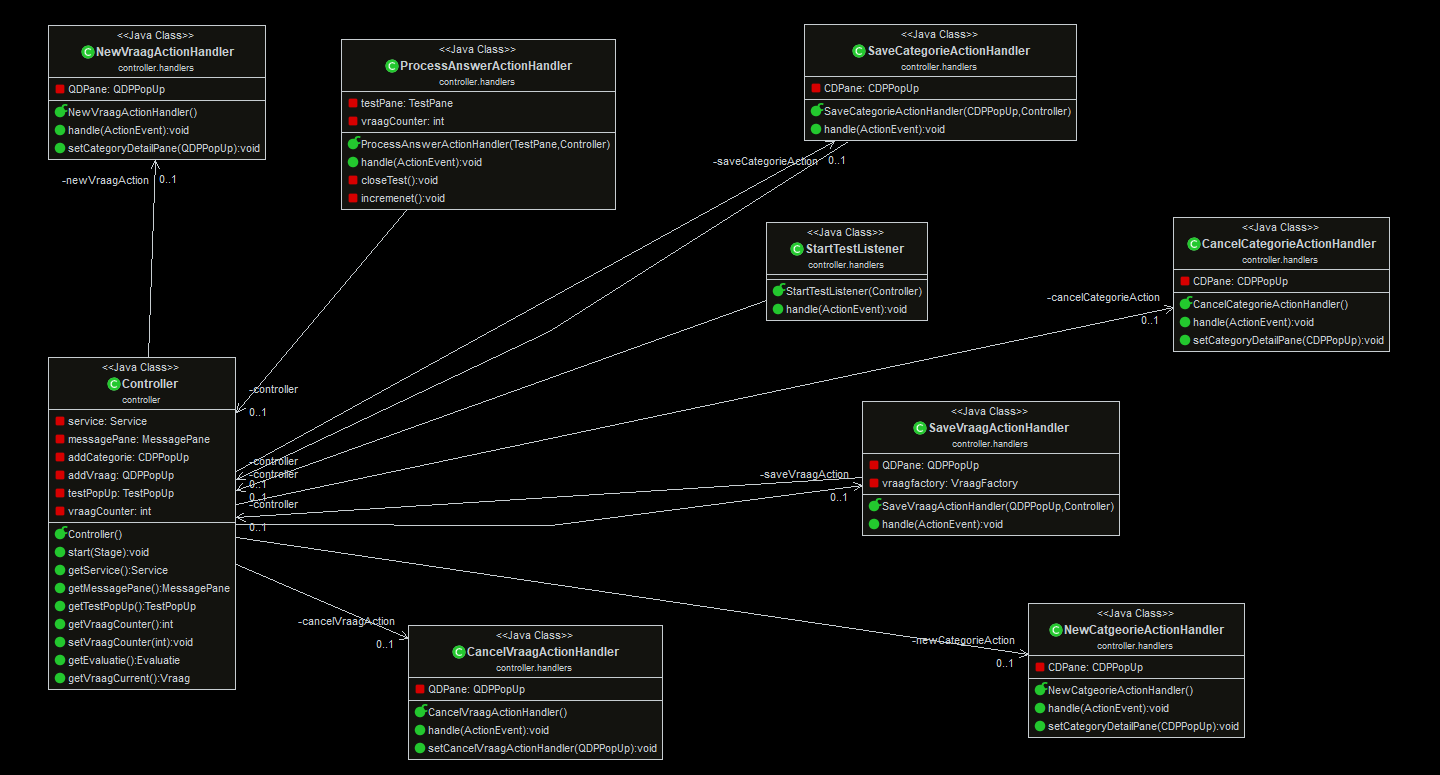 <<Java Class>>
NewVraagActionHandler
controller.handlers
QDPane: QDPPopUp
NewVraagActionHandler()
handle(ActionEvent):void
setCategoryDetailPane(QDPPopUp):void
<<Java Class>>
ProcessAnswerActionHandler
controller.handlers
testPane: TestPane
vraagCounter: int
ProcessAnswerActionHandler(TestPane,Controller)
handle(ActionEvent):void
closeTest():void
incremenet():void
<<Java Class>>
SaveCategorieActionHandler
controller.handlers
CDPane: CDPPopUp
SaveCategorieActionHandler(CDPPopUp,Controller)
handle(ActionEvent):void
-newVraagAction
0..1
-saveCategorieAction
0..1
<<Java Class>>
StartTestListener
controller.handlers
StartTestListener(Controller)
handle(ActionEvent):void
<<Java Class>>
CancelCategorieActionHandler
controller.handlers
CDPane: CDPPopUp
CancelCategorieActionHandler()
handle(ActionEvent):void
setCategoryDetailPane(CDPPopUp):void
-cancelCategorieAction
0..1
<<Java Class>>
Controller
controller
service: Service
messagePane: MessagePane
addCategorie: CDPPopUp
addVraag: QDPPopUp
testPopUp: TestPopUp
vraagCounter: int
Controller()
start(Stage):void
getService():Service
getMessagePane():MessagePane
getTestPopUp():TestPopUp
getVraagCounter():int
setVraagCounter(int):void
getEvaluatie():Evaluatie
getVraagCurrent():Vraag
-controller
0..1
-controller
-controller
0..1
0..1
-controller
0..1
<<Java Class>>
SaveVraagActionHandler
controller.handlers
QDPane: QDPPopUp
vraagfactory: VraagFactory
SaveVraagActionHandler(QDPPopUp,Controller)
handle(ActionEvent):void
-saveVraagAction
0..1
-cancelVraagAction
0..1
<<Java Class>>
CancelVraagActionHandler
controller.handlers
QDPane: QDPPopUp
CancelVraagActionHandler()
handle(ActionEvent):void
setCancelVraagActionHandler(QDPPopUp):void
-newCategorieAction
0..1
<<Java Class>>
NewCatgeorieActionHandler
controller.handlers
CDPane: CDPPopUp
NewCatgeorieActionHandler()
handle(ActionEvent):void
setCategoryDetailPane(CDPPopUp):void